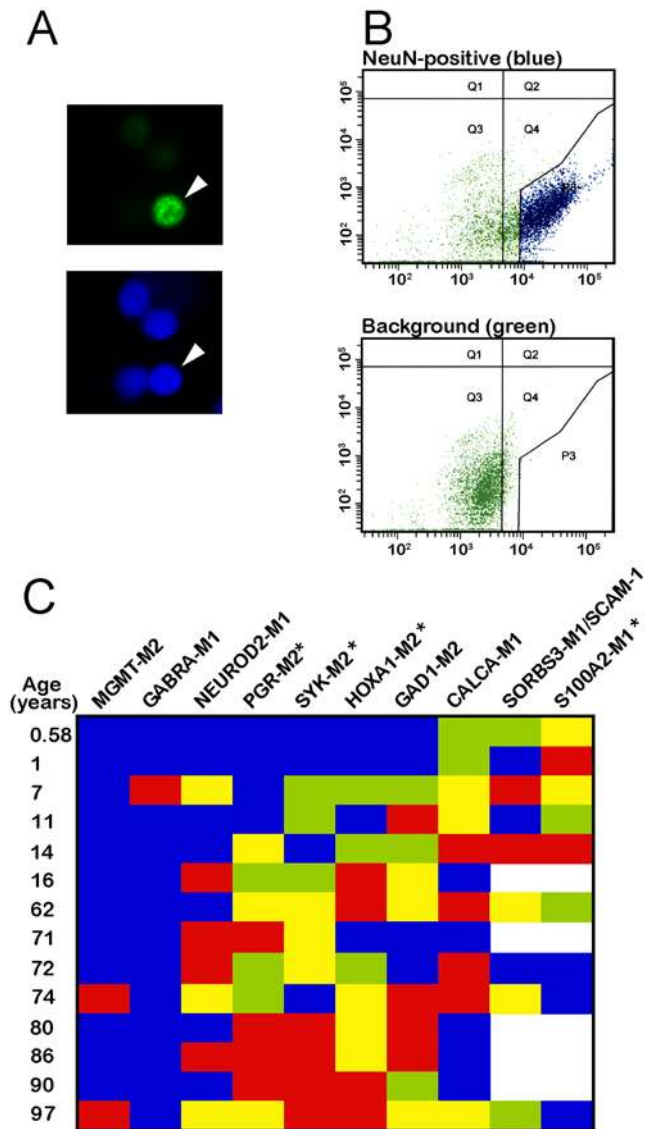 A
B
NeuN-positive (blue)
Q1
Q2
Q3
Q4
10⁵
10⁴
10³
10²
10² 10³ 10⁴ 10⁵
Background (green)
Q1
Q2
Q3
Q4
P3
10⁵
10⁴
10³
10²
10² 10³ 10⁴ 10⁵
C
Age
(years)
MGMT-M2
GABRA-M1
NEUROD2-M1
PGR-M2*
SYK-M2*
HOXA1-M2*
GAD1-M2
CALCA-M1
SORBS3-M1/SCAM-1
S100A2-M1*
0.58
1
7
11
14
16
62
71
72
74
80
86
90
97